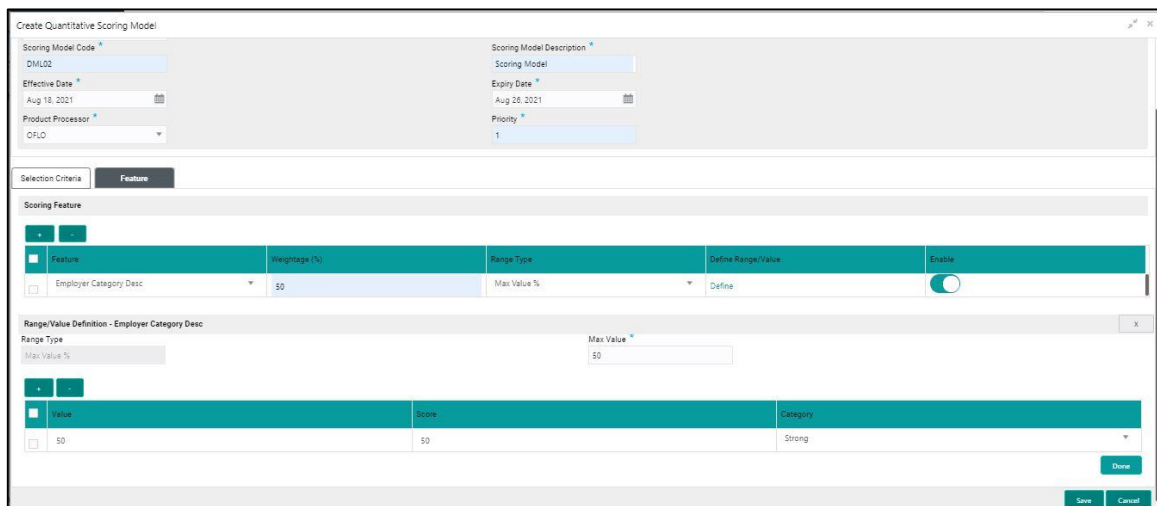 Create Quantitative Scoring Model
Scoring Model Code *
Scoring Model Description *
DML02
Scoring Model
Effective Date *
Expiry Date *
Aug 18, 2021
Aug 26, 2021
Product Processor *
Priority *
OFLO
1
Selection Criteria
Feature
Scoring Feature
+ -
Feature Weightage (%) Range Type Define Range/Value Enable
Employer Category Desc 50 Max Value % Define
Range/Value Definition - Employer Category Desc X
Range Type
Max Value *
Max Value %
50
+ -
Value Score Category
50 50 Strong
Done
Save Cancel